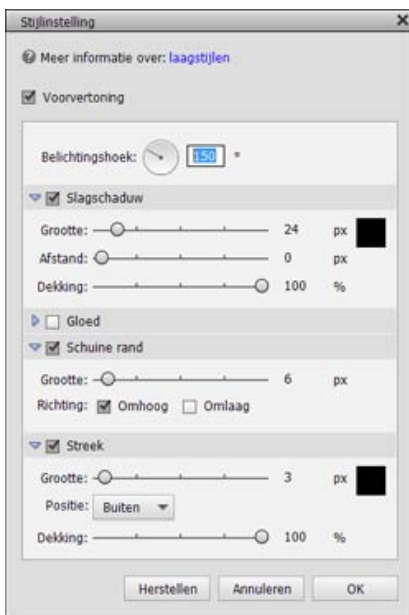 Stijlinstelling
Meer informatie over: laagstijlen
Voorvertoning
Belichtingshoek: 150 °
Slagschaduw
Grootte: 24 px
Afstand: 0 px
Dekking: 100 %
Gloed
Schuine rand
Grootte: 6 px
Richting: Omhoog Omlaag
Streek
Grootte: 3 px
Positie: Buiten
Dekking: 100 %
Herstellen Annuleren OK